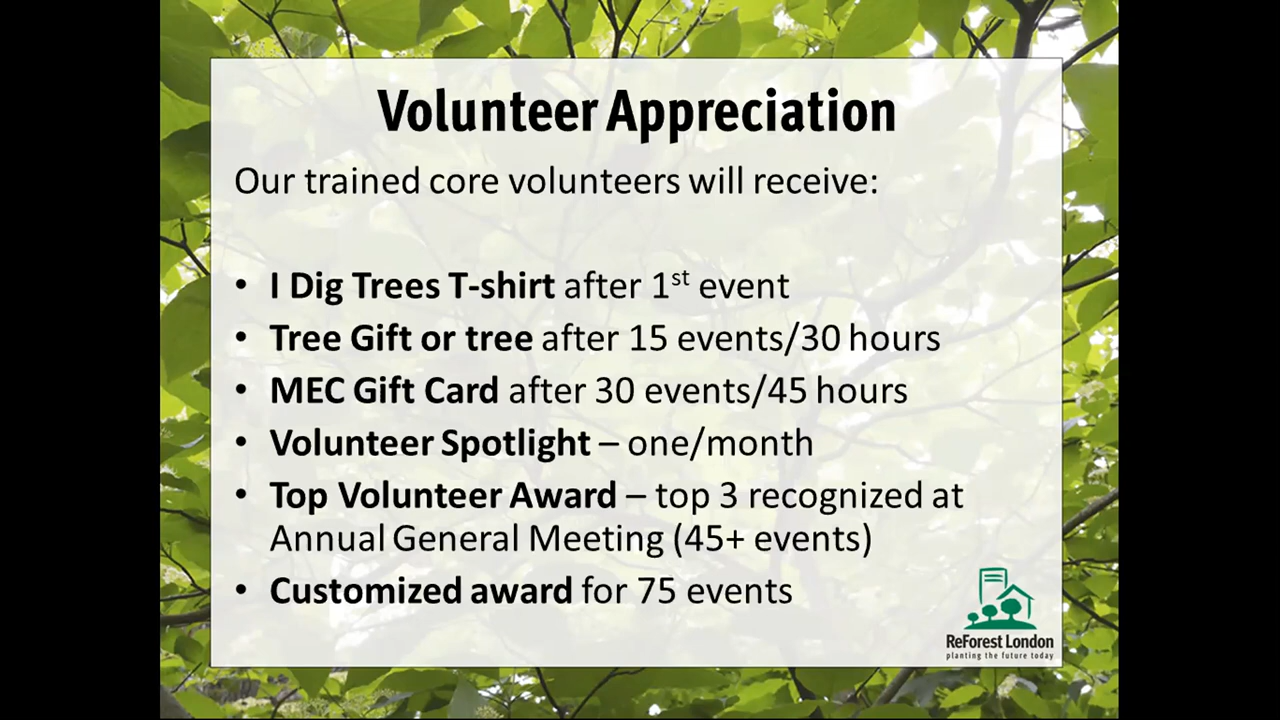 Volunteer Appreciation
Our trained core volunteers will receive:
• I Dig Trees T-shirt after 1st event
• Tree Gift or tree after 15 events/30 hours
• MEC Gift Card after 30 events/45 hours
• Volunteer Spotlight – one/month
• Top Volunteer Award – top 3 recognized at
Annual General Meeting (45+ events)
• Customized award for 75 events
ReForest London
planting the future today